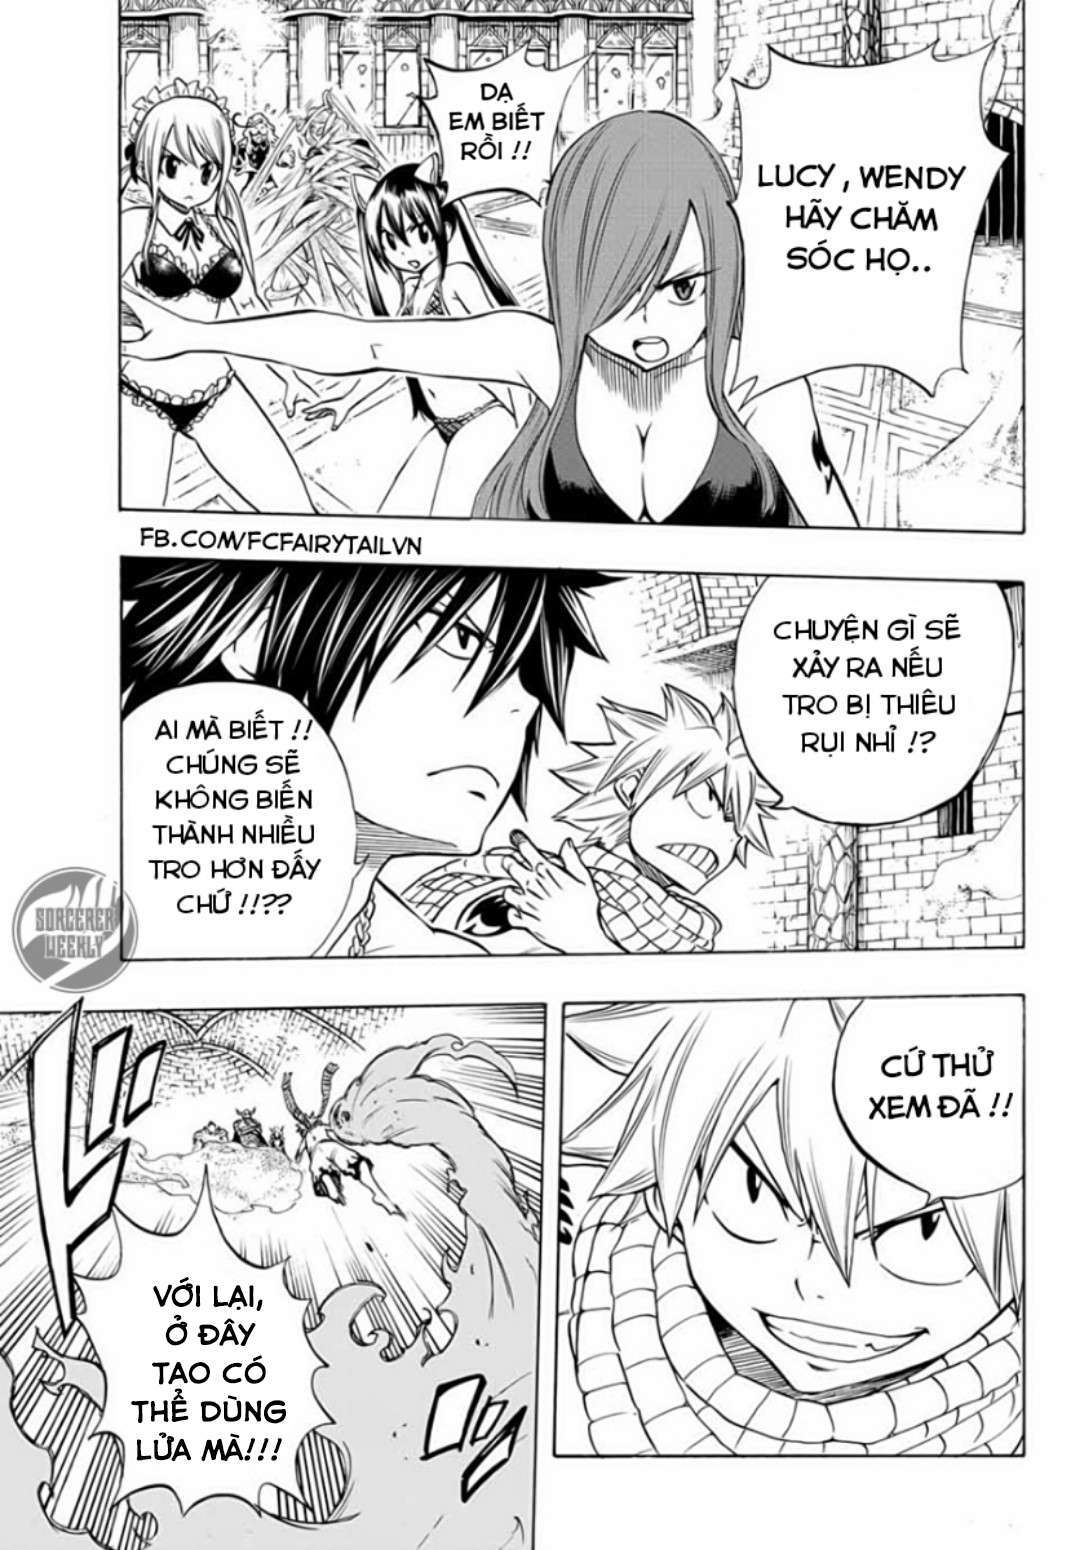 LUCY , WENDY
HÃY CHĂM
SÓC HỌ..
DẠ
EM BIẾT
RỒI !!
FB.COM/FCFAIRYTAILVN
CHUYỆN GÌ SẼ
XẢY RA NẾU
TRO BỊ THIÊU
RỤI NHỈ !?
AI MÀ BIẾT !!
CHÚNG SẼ
KHÔNG BIẾN
THÀNH NHIỀU
TRO HƠN ĐẤY
CHỨ !!!??
SORCERER
WEEKLY
CỨ THỬ
XEM ĐÃ !!
VỚI LẠI,
Ở ĐÂY
TAO CÓ
THỂ DÙNG
LỬA MÀ!!!